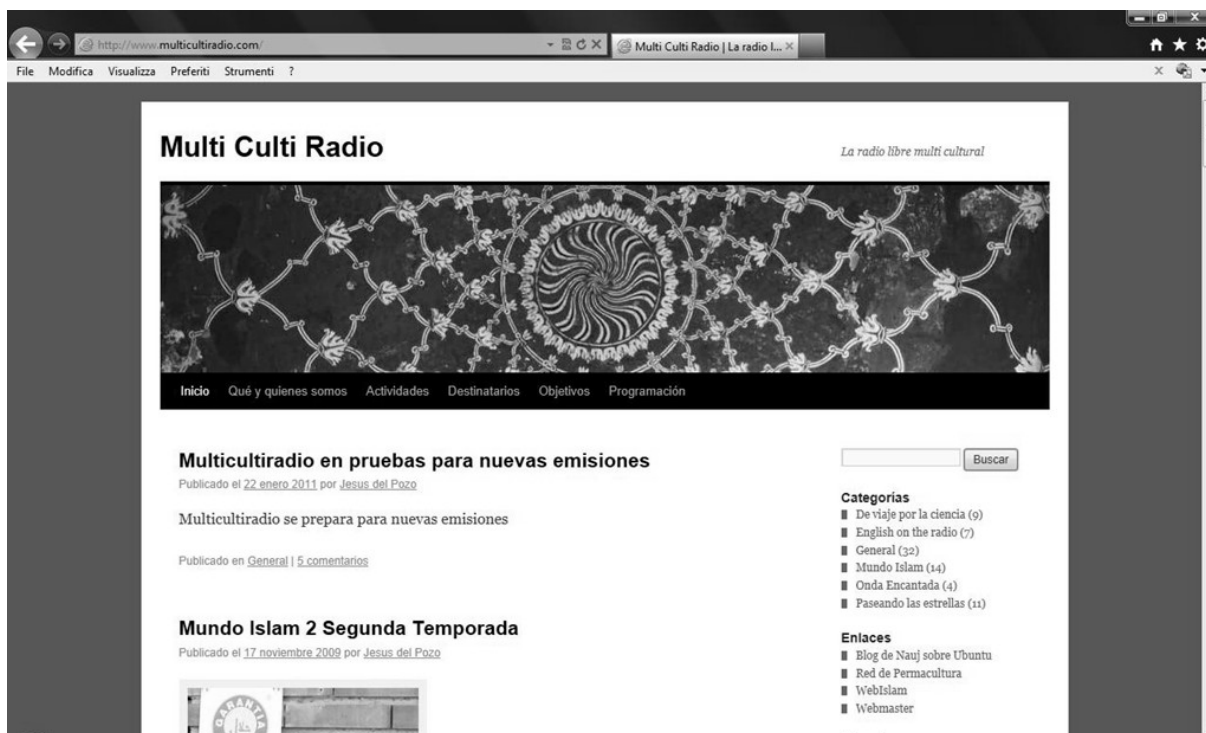 http://www.multicultiradio.com/
Multi Culti Radio | La radio l...
File Modifica Visualizza Preferiti Strumenti ?
Multi Culti Radio
La radio libre multi cultural
Inicio Qué y quienes somos Actividades Destinatarios Objetivos Programación
Multicultiradio en pruebas para nuevas emisiones
Publicado el 22 enero 2011 por Jesus del Pozo
Multicultiradio se prepara para nuevas emisiones
Publicado en General | 5 comentarios
Mundo Islam 2 Segunda Temporada
Publicado el 17 noviembre 2009 por Jesus del Pozo
GARANTIA
حلال
Buscar
Categorías
De viaje por la ciencia (9)
English on the radio (7)
General (32)
Mundo Islam (14)
Onda Encantada (4)
Paseando las estrellas (11)
Enlaces
Blog de Nauj sobre Ubuntu
Red de Permacultura
WebIslam
Webmaster